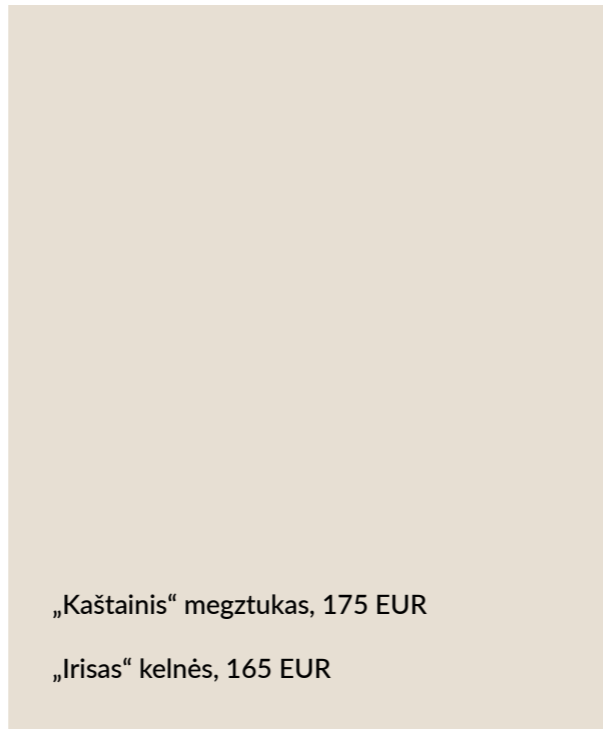 „Kaštainis“ megztukas, 175 EUR
„Irisas“ kelnės, 165 EUR